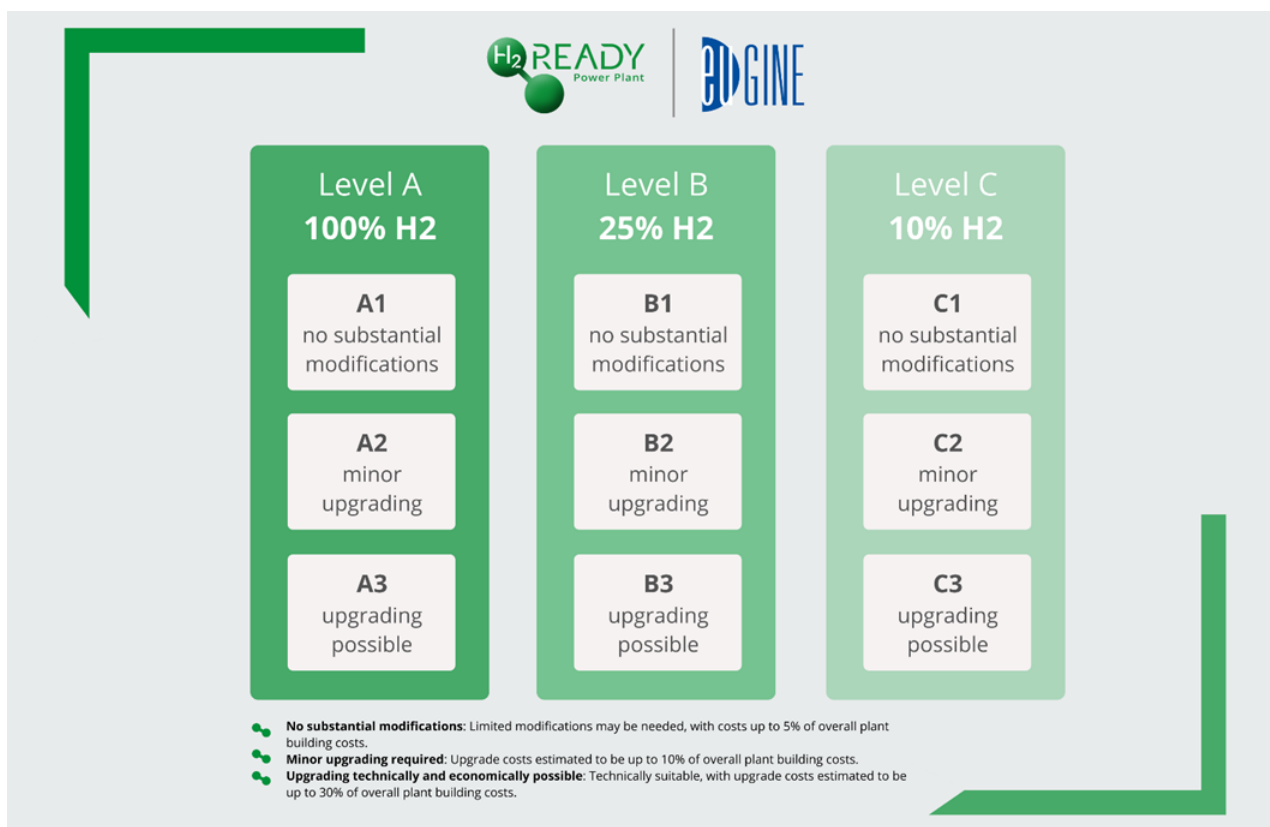 H2 READY
Power Plant
euGINE
Level A
100% H2
A1
no substantial
modifications
A2
minor
upgrading
A3
upgrading
possible
Level B
25% H2
B1
no substantial
modifications
B2
minor
upgrading
B3
upgrading
possible
Level C
10% H2
C1
no substantial
modifications
C2
minor
upgrading
C3
upgrading
possible
No substantial modifications: Limited modifications may be needed, with costs up to 5% of overall plant
building costs.
Minor upgrading required: Upgrade costs estimated to be up to 10% of overall plant building costs.
Upgrading technically and economically possible: Technically suitable, with upgrade costs estimated to be
up to 30% of overall plant building costs.